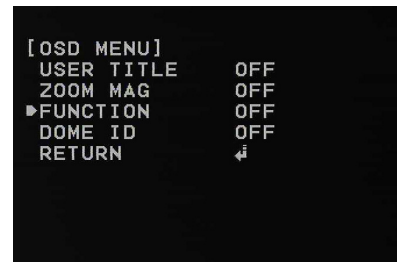 [OSD MENU]
USER TITLE OFF
ZOOM MAG OFF
FUNCTION OFF
DOME ID OFF
RETURN